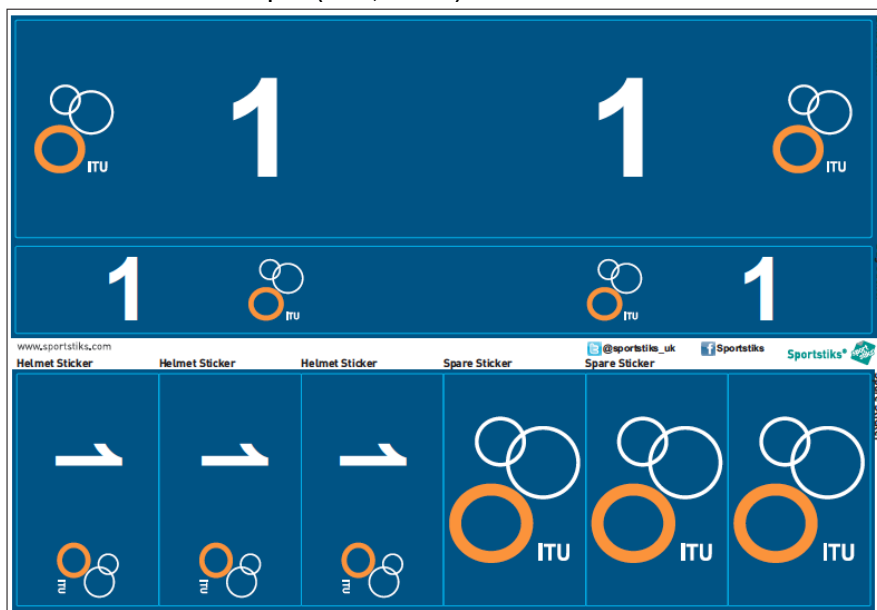 1 1
ITU ITU
1 1
ITU ITU
www.sportstiks.com @sportstiks_uk Sportstiks Sportstiks®
Helmet Sticker Helmet Sticker Helmet Sticker Spare Sticker Spare Sticker
1 1 1
ITU ITU ITU
ITU ITU ITU